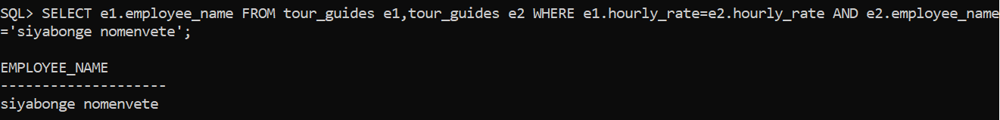 SQL> SELECT e1.employee_name FROM tour_guides e1,tour_guides e2 WHERE e1.hourly_rate=e2.hourly_rate AND e2.employee_name
='siyabonge nomenvete';
EMPLOYEE_NAME
--------------------
siyabonge nomenvete